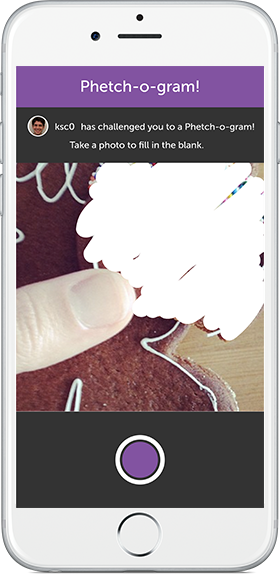 Phetch-o-gram!
ksc0 has challenged you to a Phetch-o-gram!
Take a photo to fill in the blank.